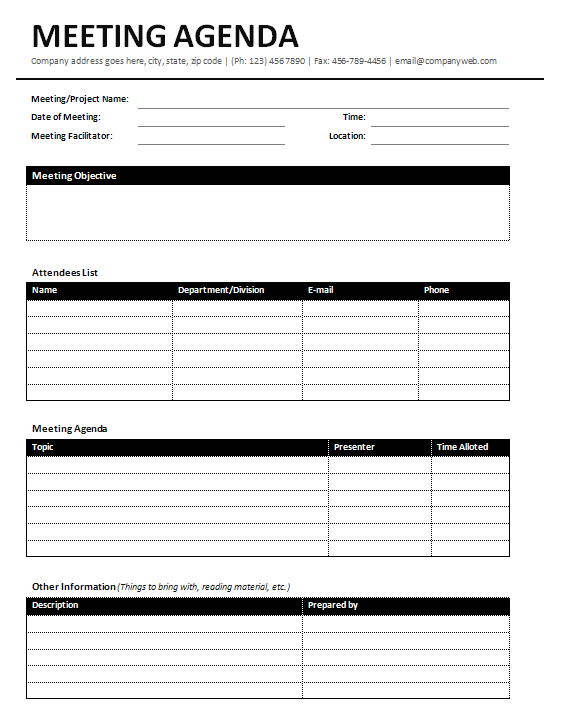 MEETING AGENDA
Company address goes here, city, state, zip code | (Ph: 123) 456 7890 | Fax: 456-789-4456 | email@companyweb.com
Meeting/Project Name:
Date of Meeting: Time:
Meeting Facilitator: Location:
Meeting Objective
Attendees List
Name Department/Division E-mail Phone
Meeting Agenda
Topic Presenter Time Alloted
Other Information (Things to bring with, reading material, etc.)
Description Prepared by